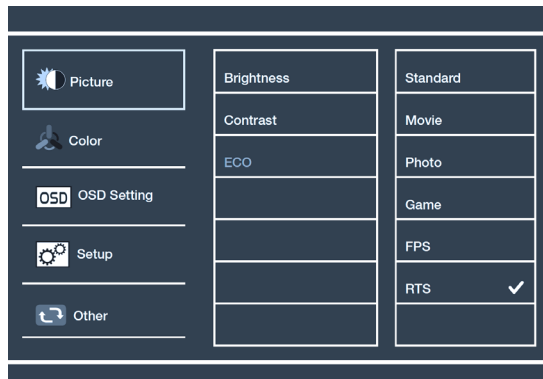 Picture
Color
OSD OSD Setting
Setup
Other
Brightness
Contrast
ECO
Standard
Movie
Photo
Game
FPS
RTS